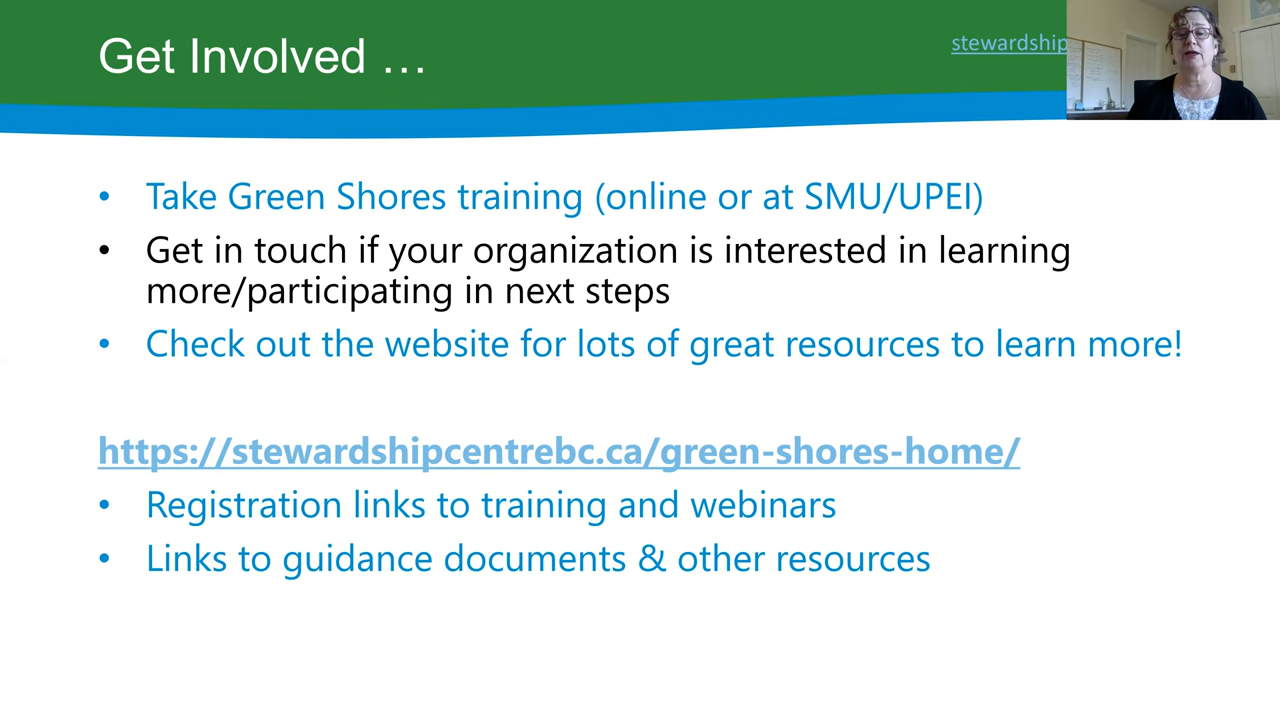 Get Involved ...
stewardship
• Take Green Shores training (online or at SMU/UPEI)
• Get in touch if your organization is interested in learning
more/participating in next steps
• Check out the website for lots of great resources to learn more!
https://stewardshipcentrebc.ca/green-shores-home/
• Registration links to training and webinars
• Links to guidance documents & other resources